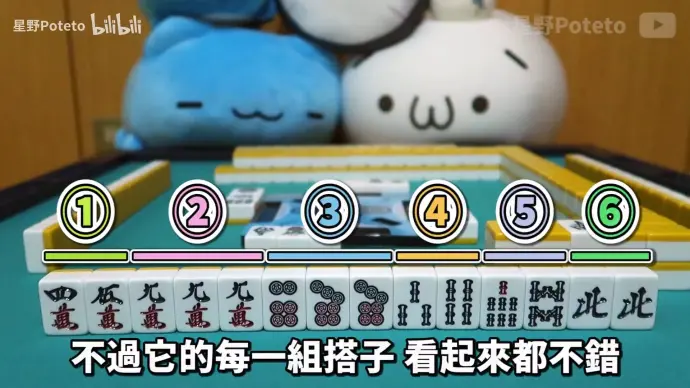 星野Poteto bilibili
星野Poteto
1 2 3 4 5 6
四萬 伍萬 九萬 九萬 九萬 北 北
不過它的每一組搭子 看起來都不錯